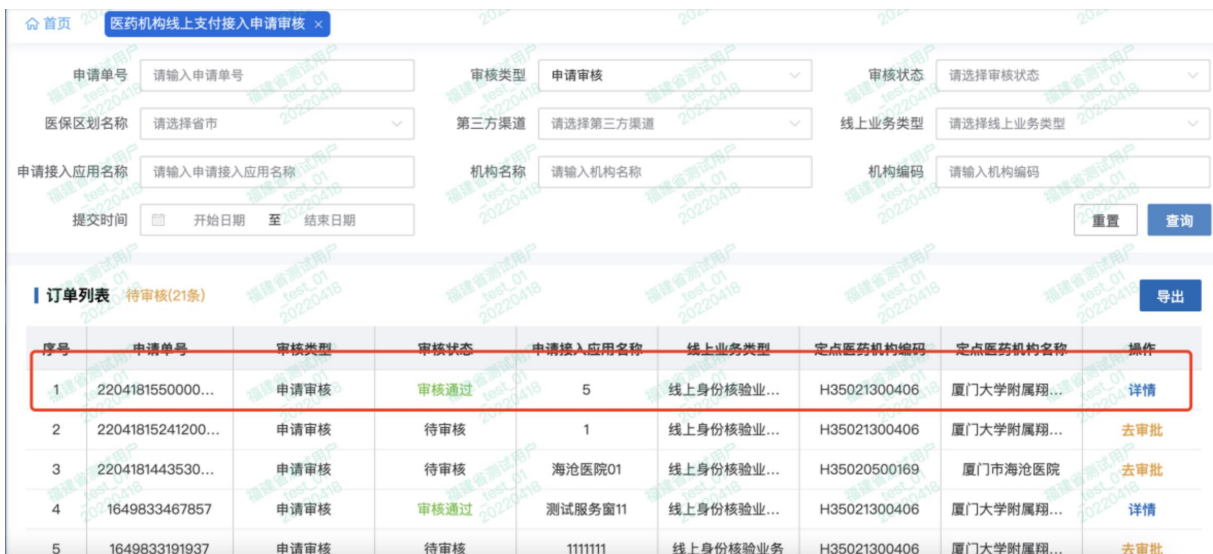 首页 医药机构线上支付接入申请审核 ×
申请单号 请输入申请单号 审核类型 申请审核 审核状态 请选择审核状态
医保区划名称 请选择省市 第三方渠道 请选择第三方渠道 线上业务类型 请选择线上业务类型
申请接入应用名称 请输入申请接入应用名称 机构名称 请输入机构名称 机构编码 请输入机构编码
提交时间 开始日期 至 结束日期 重置 查询
订单列表 待审核(21条) 导出
序号 申请单号 审核类型 审核状态 申请接入应用名称 线上业务类型 定点医药机构编码 定点医药机构名称 操作
1 2204181550000... 申请审核 审核通过 5 线上身份核验业... H35021300406 厦门大学附属翔... 详情
2 22041815241200... 申请审核 待审核 1 线上身份核验业... H35021300406 厦门大学附属翔... 去审批
3 2204181443530... 申请审核 待审核 海沧医院01 线上身份核验业... H35020500169 厦门市海沧医院 去审批
4 1649833467857 申请审核 审核通过 测试服务窗11 线上身份核验业... H35021300406 厦门大学附属翔... 详情
5 1649833191937 申请审核 待审核 1111111 线上身份核验业务 H35021300406 厦门大学附属翔... 去审批
福建省测试用户
_test_01
20220418